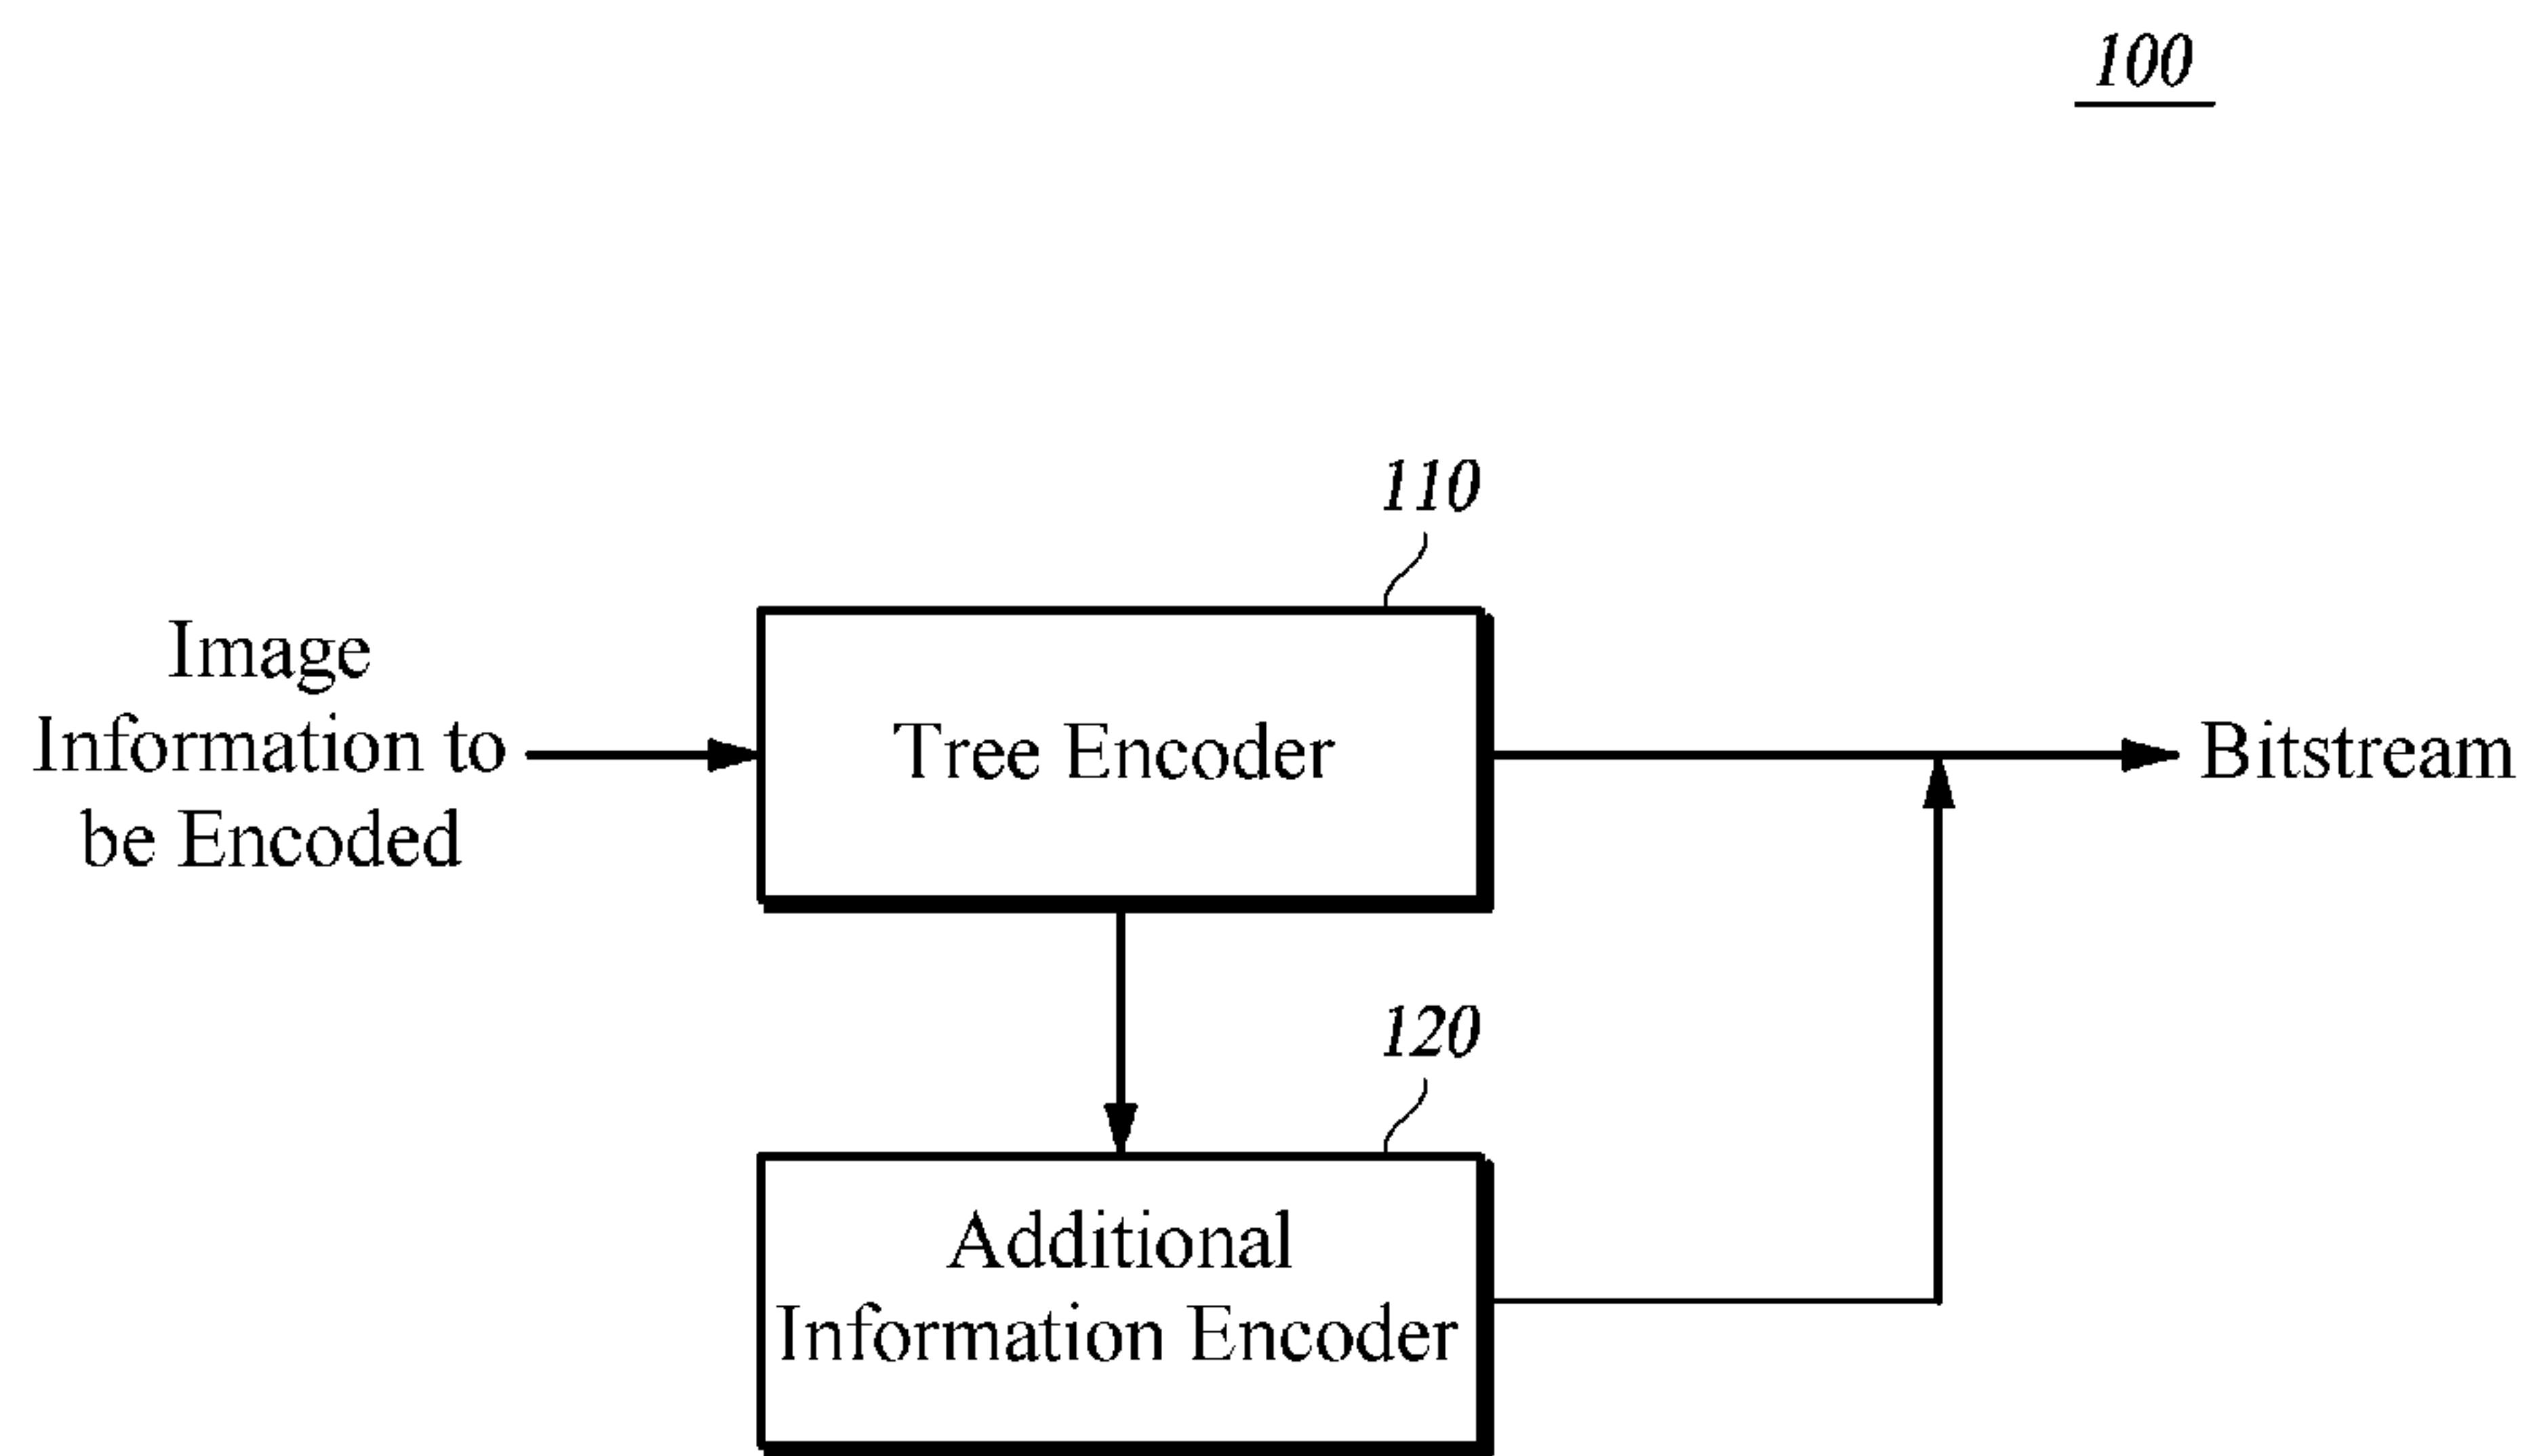 100
110
Image
Information to
be Encoded
Tree Encoder
Bitstream
120
Additional
Information Encoder